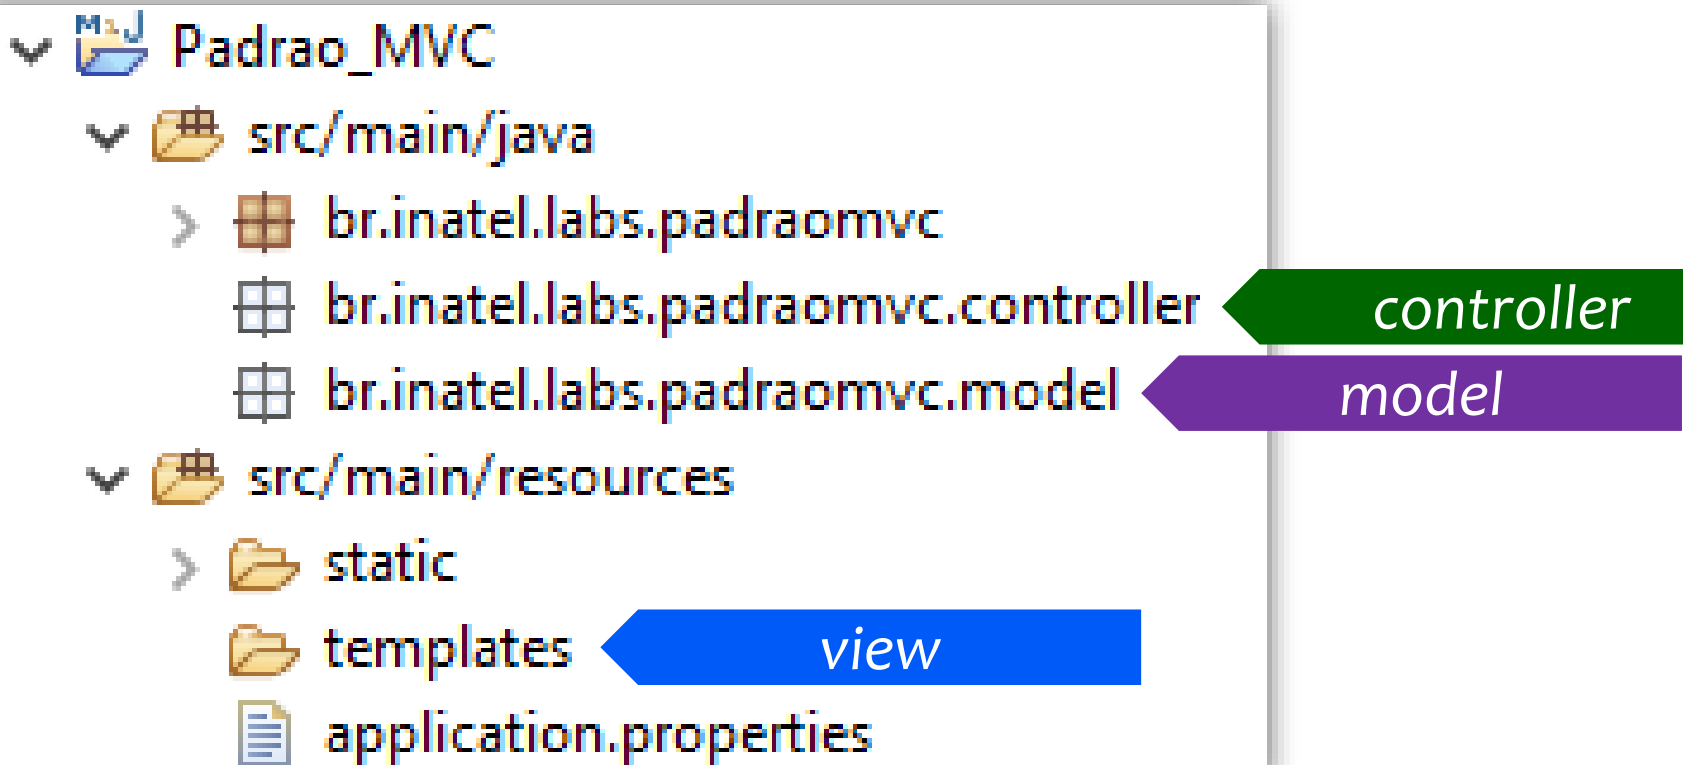 Padrao_MVC
src/main/java
br.inatel.labs.padraomvc
br.inatel.labs.padraomvc.controller
controller
br.inatel.labs.padraomvc.model
model
src/main/resources
static
templates
view
application.properties